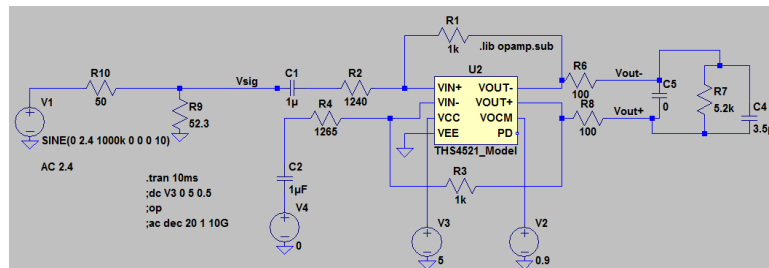 R1
1k
.lib opamp.sub
R10
50
Vsig
C1
1µ
R2
1240
U2
VIN+ VOUT-
VIN- VOUT+
VCC VOCM
VEE PD
THS4521_Model
R6
100
Vout-
C5
0
R7
5.2k
C4
3.5p
V1
SINE(0 2.4 1000k 0 0 0 10)
AC 2.4
R9
52.3
R4
1265
R8
100
Vout+
C2
1µF
R3
1k
.tran 10ms
;dc V3 0 5 0.5
;op
;ac dec 20 1 10G
V4
0
V3
5
V2
0.9